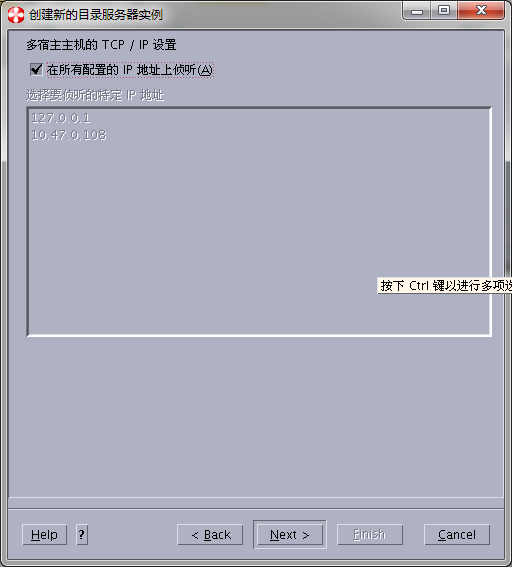 创建新的目录服务器实例
多宿主主机的 TCP / IP 设置
在所有配置的 IP 地址上侦听(A)
选择要侦听的特定 IP 地址
127.0.0.1
10.47.0.108
按下 Ctrl 键以进行多项选
Help ? < Back Next > Finish Cancel